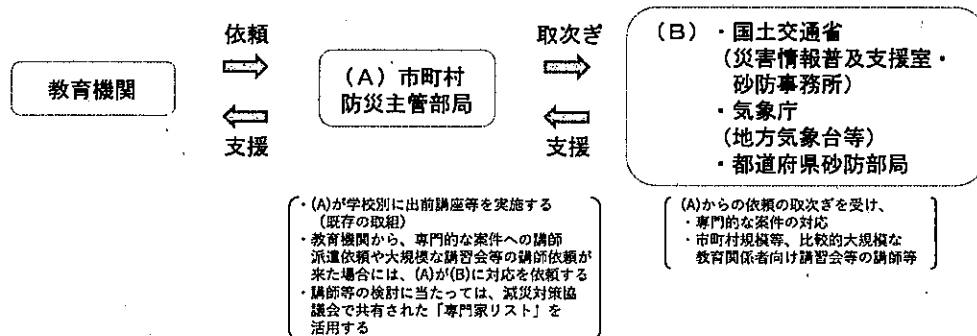 教育機関
依頼
支援
(A)市町村
防災主管部局
取次ぎ
支援
(B)・国土交通省
(災害情報普及支援室・
砂防事務所)
・気象庁
(地方気象台等)
・都道府県砂防部局
・(A)が学校別に出前講座等を実施する
(既存の取組)
・教育機関から、専門的な案件への講師
派遣依頼や大規模な講習会等の講師依頼が
来た場合には、(A)が(B)に対応を依頼する
・講師等の検討に当たっては、減災対策協
議会で共有された「専門家リスト」を
活用する
(A)からの依頼の取次ぎを受け、
・専門的な案件の対応
・市町村規模等、比較的大規模な
教育関係者向け講習会等の講師等